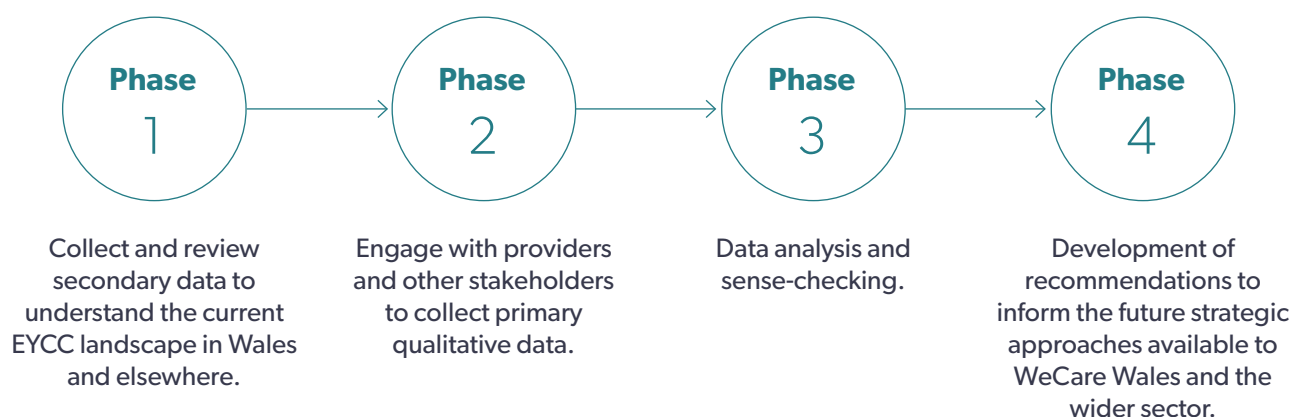 Phase
1
Collect and review
secondary data to
understand the current
EYCC landscape in Wales
and elsewhere.
Phase
2
Engage with providers
and other stakeholders
to collect primary
qualitative data.
Phase
3
Data analysis and
sense-checking.
Phase
4
Development of
recommendations to
inform the future strategic
approaches available to
WeCare Wales and the
wider sector.